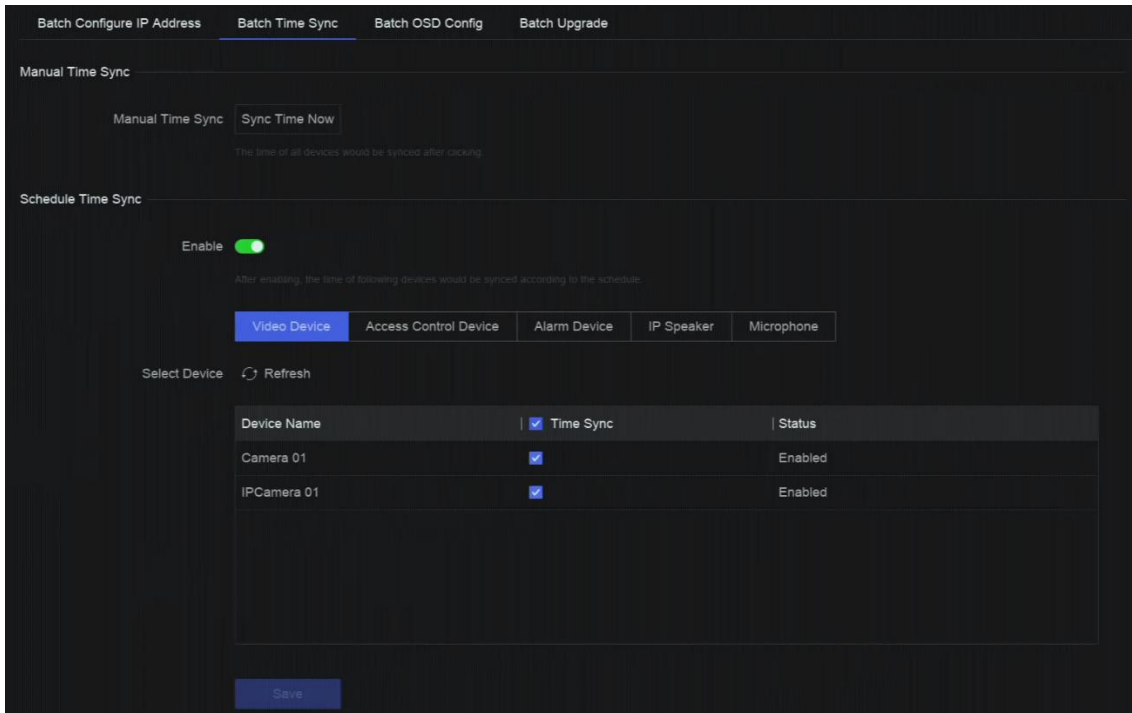 Batch Configure IP Address Batch Time Sync Batch OSD Config Batch Upgrade
Manual Time Sync
Manual Time Sync Sync Time Now
The time of all devices would be synced after clicking.
Schedule Time Sync
Enable
After enabling, the time of following devices would be synced according to the schedule.
Video Device Access Control Device Alarm Device IP Speaker Microphone
Select Device Refresh
Device Name Time Sync Status
Camera 01 Enabled
IPCamera 01 Enabled
Save